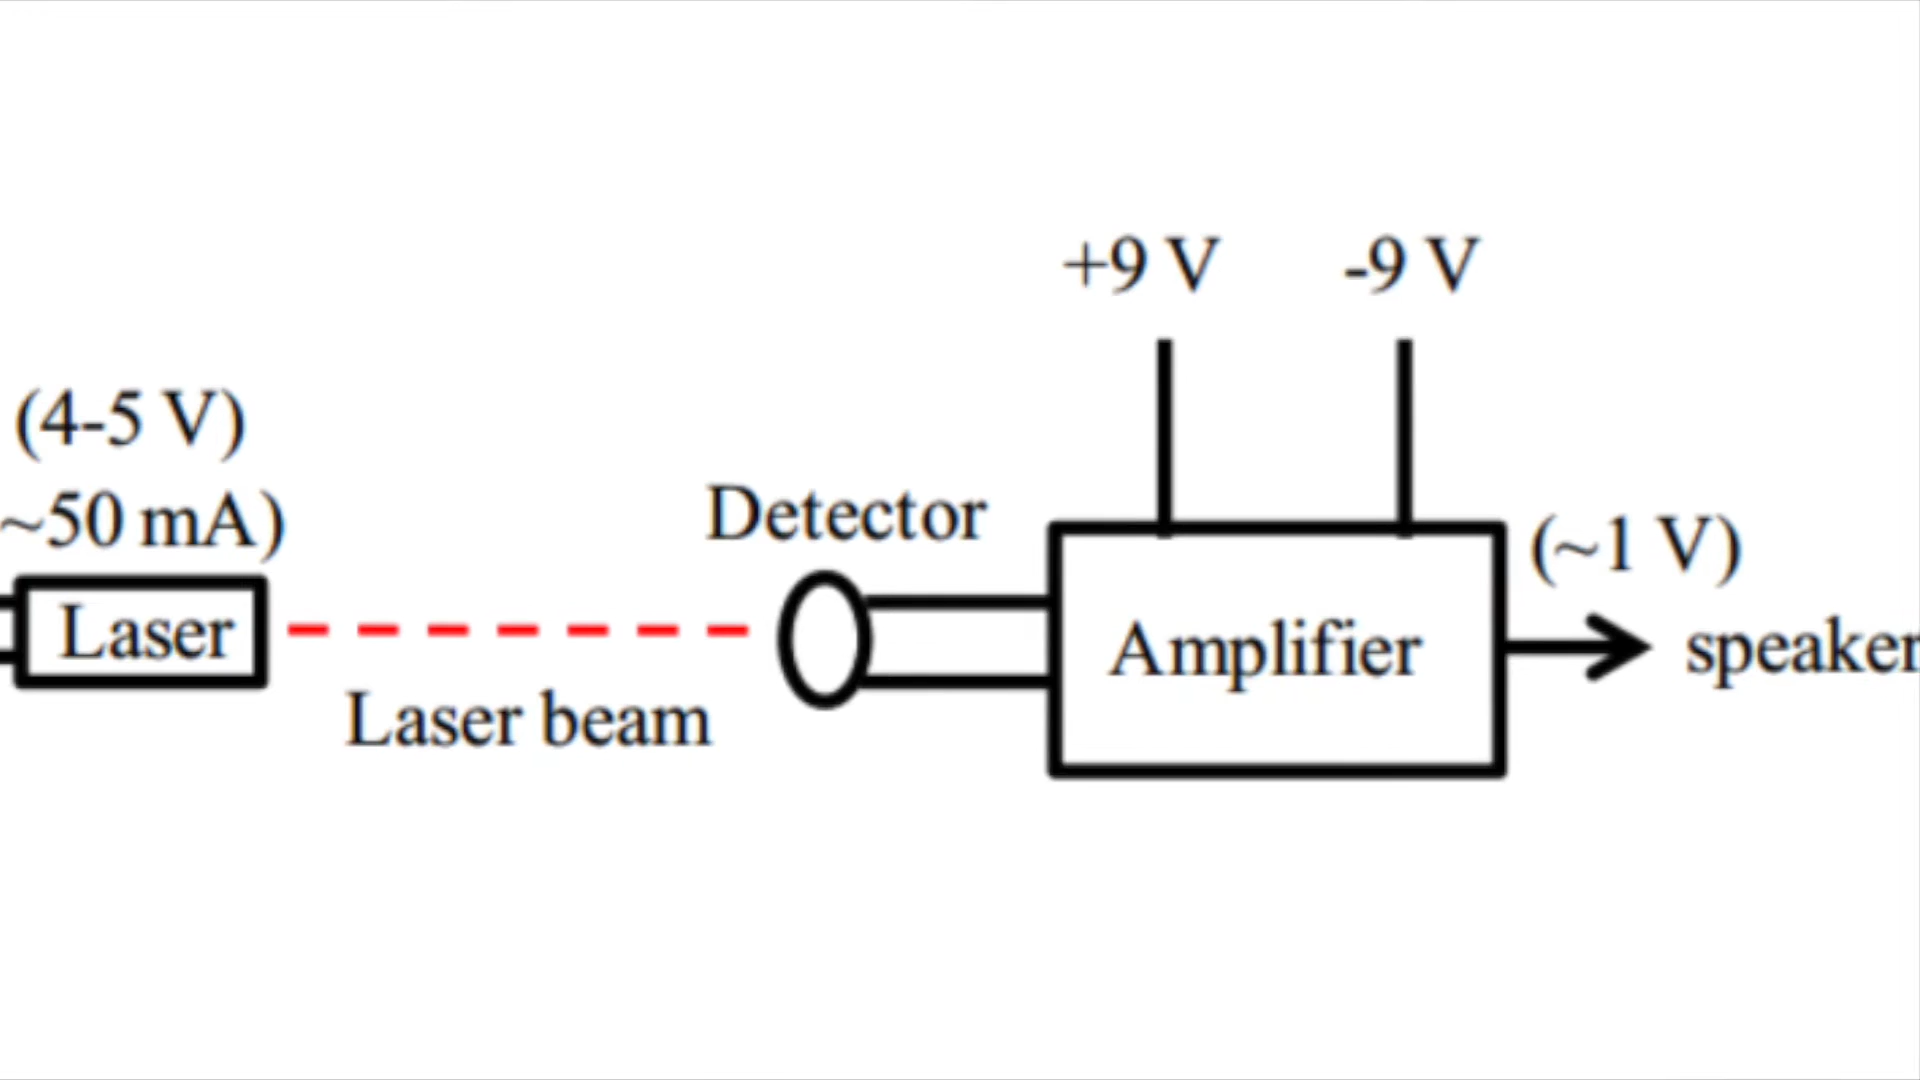 +9 V
-9 V
(4-5 V)
~50 mA)
Detector
(~1 V)
Laser
Amplifier
speaker
Laser beam